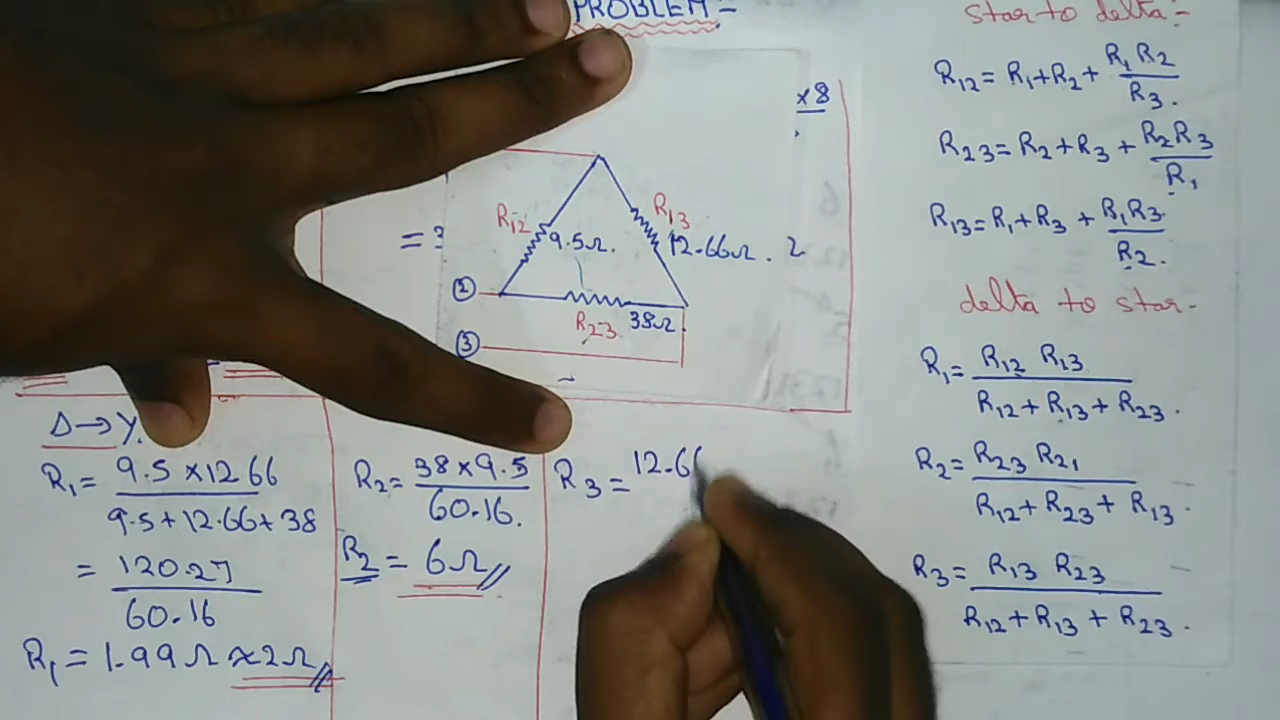 PROBLEM -
×8
R12
9.5Ω.
R13
12.66Ω.
②
R23
38Ω
③
Δ→Y.
R1= 9.5 ×12 66
9.5+12.66+38
= 120.27
60.16
R1 = 1.99Ω ≈2Ω
R2= 38×9.5
60.16.
R2 = 6Ω
R3= 12.66
star to delta:-
R12= R1+R2+ R1 R2
R3.
R23= R2+R3 + R2R3
R1
R13= R1+R3 + R1R3
R2.
delta to star-
R1= R12 R13
R12+R13+R23.
R2= R23 R21
R12+R23+R13.
R3= R13 R23
R12+R13+R23.